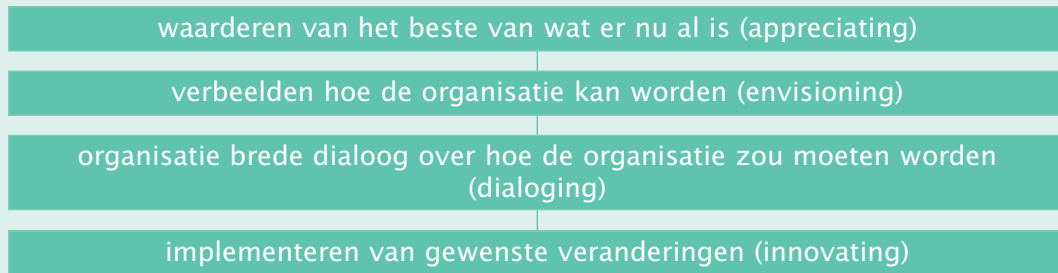 waarderen van het beste van wat er nu al is (appreciating)
verbeelden hoe de organisatie kan worden (envisioning)
organisatie brede dialoog over hoe de organisatie zou moeten worden
(dialoging)
implementeren van gewenste veranderingen (innovating)